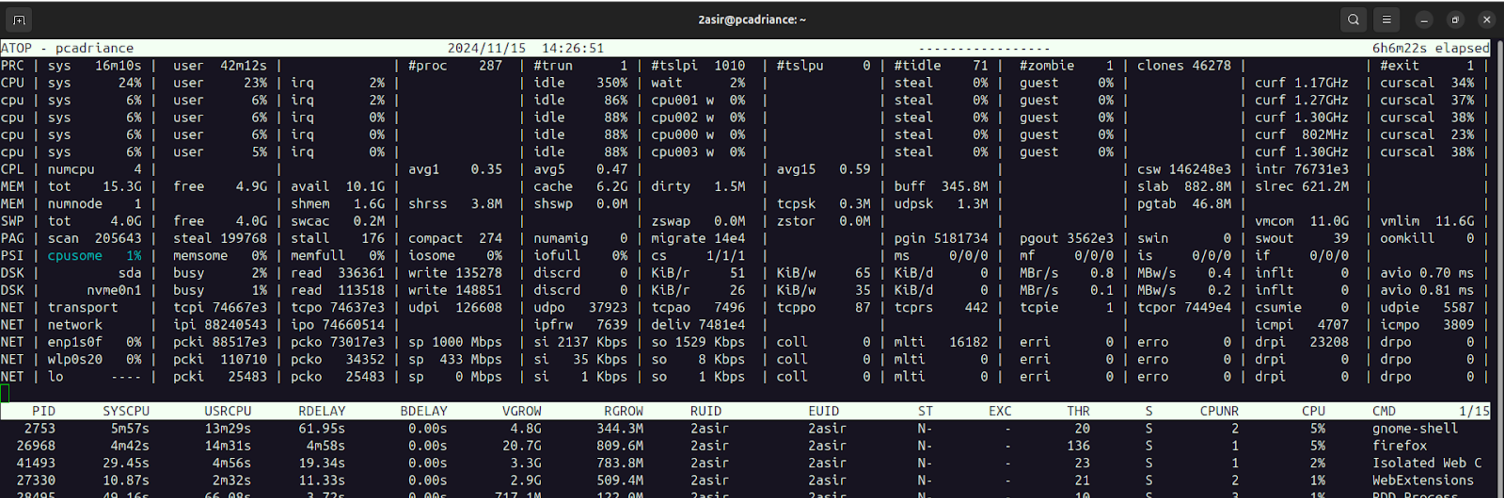 2asir@pcadriance: ~
ATOP - pcadriance 2024/11/15 14:26:51 ---------------- 6h6m22s elapsed
PRC | sys 16m10s | user 42m12s | | #proc 287 | #trun 1 | #tslpi 1010 | #tslpu 0 | #tidle 71 | #zombie 1 | clones 46278 | | #exit 1 |
CPU | sys 24% | user 23% | irq 2% | | idle 350% | wait 2% | | steal 0% | guest 0% | | curf 1.17GHz | curscal 34% |
cpu | sys 6% | user 6% | irq 2% | | idle 86% | cpu001 w 0% | | steal 0% | guest 0% | | curf 1.27GHz | curscal 37% |
cpu | sys 6% | user 6% | irq 0% | | idle 88% | cpu002 w 0% | | steal 0% | guest 0% | | curf 1.30GHz | curscal 38% |
cpu | sys 6% | user 6% | irq 0% | | idle 88% | cpu000 w 0% | | steal 0% | guest 0% | | curf 802MHz | curscal 23% |
cpu | sys 6% | user 5% | irq 0% | | idle 88% | cpu003 w 0% | | steal 0% | guest 0% | | curf 1.30GHz | curscal 38% |
CPL | numcpu 4 | | | avg1 0.35 | avg5 0.47 | | avg15 0.59 | | | csw 146248e3 | intr 76731e3 | |
MEM | tot 15.3G | free 4.9G | avail 10.1G | | cache 6.2G | dirty 1.5M | | buff 345.8M | | slab 882.8M | slrec 621.2M | |
MEM | numnode 1 | | shmem 1.6G | shrss 3.8M | shswp 0.0M | | tcpsk 0.3M | udpsk 1.3M | | pgtab 46.8M | | |
SWP | tot 4.0G | free 4.0G | swcac 0.2M | | | zswap 0.0M | zstor 0.0M | | | | vmcom 11.0G | vmlim 11.6G |
PAG | scan 205643 | steal 199768 | stall 176 | compact 274 | numamig 0 | migrate 14e4 | | pgin 5181734 | pgout 3562e3 | swin 0 | swout 39 | oomkill 0 |
PSI | cpusome 1% | memsome 0% | memfull 0% | iosome 0% | iofull 0% | cs 1/1/1 | | ms 0/0/0 | mf 0/0/0 | is 0/0/0 | if 0/0/0 | |
DSK | sda | busy 2% | read 336361 | write 135278 | discrd 0 | KiB/r 51 | KiB/w 65 | KiB/d 0 | MBr/s 0.8 | MBw/s 0.4 | inflt 0 | avio 0.70 ms |
DSK | nvme0n1 | busy 1% | read 113518 | write 148851 | discrd 0 | KiB/r 26 | KiB/w 35 | KiB/d 0 | MBr/s 0.1 | MBw/s 0.2 | inflt 0 | avio 0.81 ms |
NET | transport | tcpi 74667e3 | tcpo 74637e3 | udpi 126608 | udpo 37923 | tcpao 7496 | tcppo 87 | tcprs 442 | tcpie 1 | tcpor 7449e4 | csumie 0 | udpie 5587 |
NET | network | ipi 88240543 | ipo 74660514 | | ipfrw 7639 | deliv 7481e4 | | | | | icmpi 4707 | icmpo 3809 |
NET | enp1s0f 0% | pcki 88517e3 | pcko 73017e3 | sp 1000 Mbps | si 2137 Kbps | so 1529 Kbps | coll 0 | mlti 16182 | erri 0 | erro 0 | drpi 23208 | drpo 0 |
NET | wlp0s20 0% | pcki 110710 | pcko 34352 | sp 433 Mbps | si 35 Kbps | so 8 Kbps | coll 0 | mlti 0 | erri 0 | erro 0 | drpi 0 | drpo 0 |
NET | lo ---- | pcki 25483 | pcko 25483 | sp 0 Mbps | si 1 Kbps | so 1 Kbps | coll 0 | mlti 0 | erri 0 | erro 0 | drpi 0 | drpo 0 |
PID SYSCPU USRCPU RDELAY BDELAY VGROW RGROW RUID EUID ST EXC THR S CPUNR CPU CMD 1/15
2753 5m57s 13m29s 61.95s 0.00s 4.8G 344.3M 2asir 2asir N- - 20 S 2 5% gnome-shell
26968 4m42s 14m31s 4m58s 0.00s 20.7G 809.6M 2asir 2asir N- - 136 S 1 5% firefox
41493 29.45s 4m56s 19.34s 0.00s 3.3G 783.8M 2asir 2asir N- - 23 S 1 2% Isolated Web C
27330 10.87s 2m32s 11.33s 0.00s 2.9G 509.4M 2asir 2asir N- - 21 S 2 1% WebExtensions
28495 49.16s 66.08s 3.72s 0.00s 717.1M 122.0M 2asir 2asir N- - 10 S 3 1% RDD Process